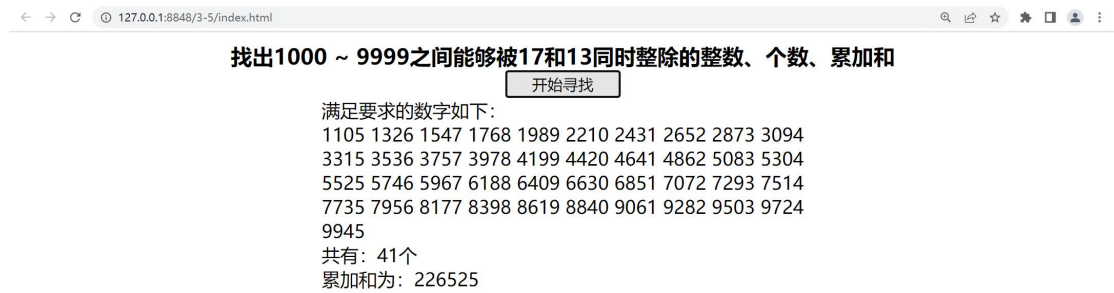 127.0.0.1:8848/3-5/index.html
找出1000 ~ 9999之间能够被17和13同时整除的整数、个数、累加和
开始寻找
满足要求的数字如下：
1105 1326 1547 1768 1989 2210 2431 2652 2873 3094
3315 3536 3757 3978 4199 4420 4641 4862 5083 5304
5525 5746 5967 6188 6409 6630 6851 7072 7293 7514
7735 7956 8177 8398 8619 8840 9061 9282 9503 9724
9945
共有：41个
累加和为：226525